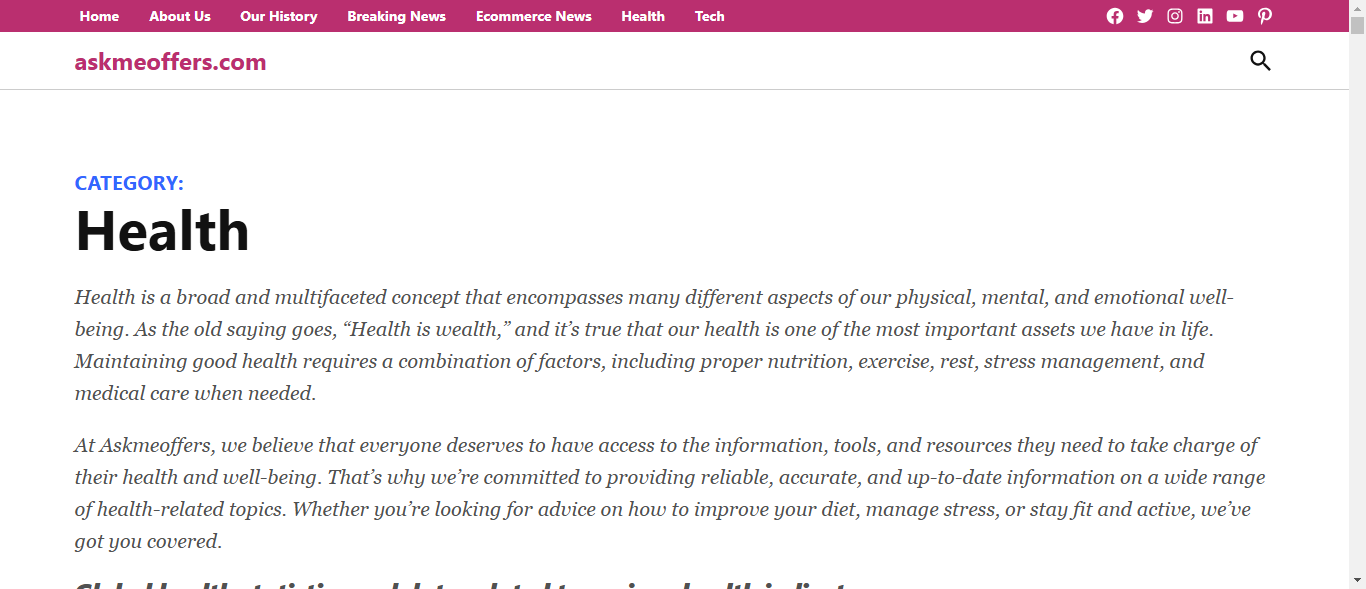 Home About Us Our History Breaking News Ecommerce News Health Tech
askmeoffers.com
CATEGORY:
Health
Health is a broad and multifaceted concept that encompasses many different aspects of our physical, mental, and emotional well-
being. As the old saying goes, “Health is wealth,” and it’s true that our health is one of the most important assets we have in life.
Maintaining good health requires a combination of factors, including proper nutrition, exercise, rest, stress management, and
medical care when needed.
At Askmeoffers, we believe that everyone deserves to have access to the information, tools, and resources they need to take charge of
their health and well-being. That’s why we’re committed to providing reliable, accurate, and up-to-date information on a wide range
of health-related topics. Whether you’re looking for advice on how to improve your diet, manage stress, or stay fit and active, we’ve
got you covered.